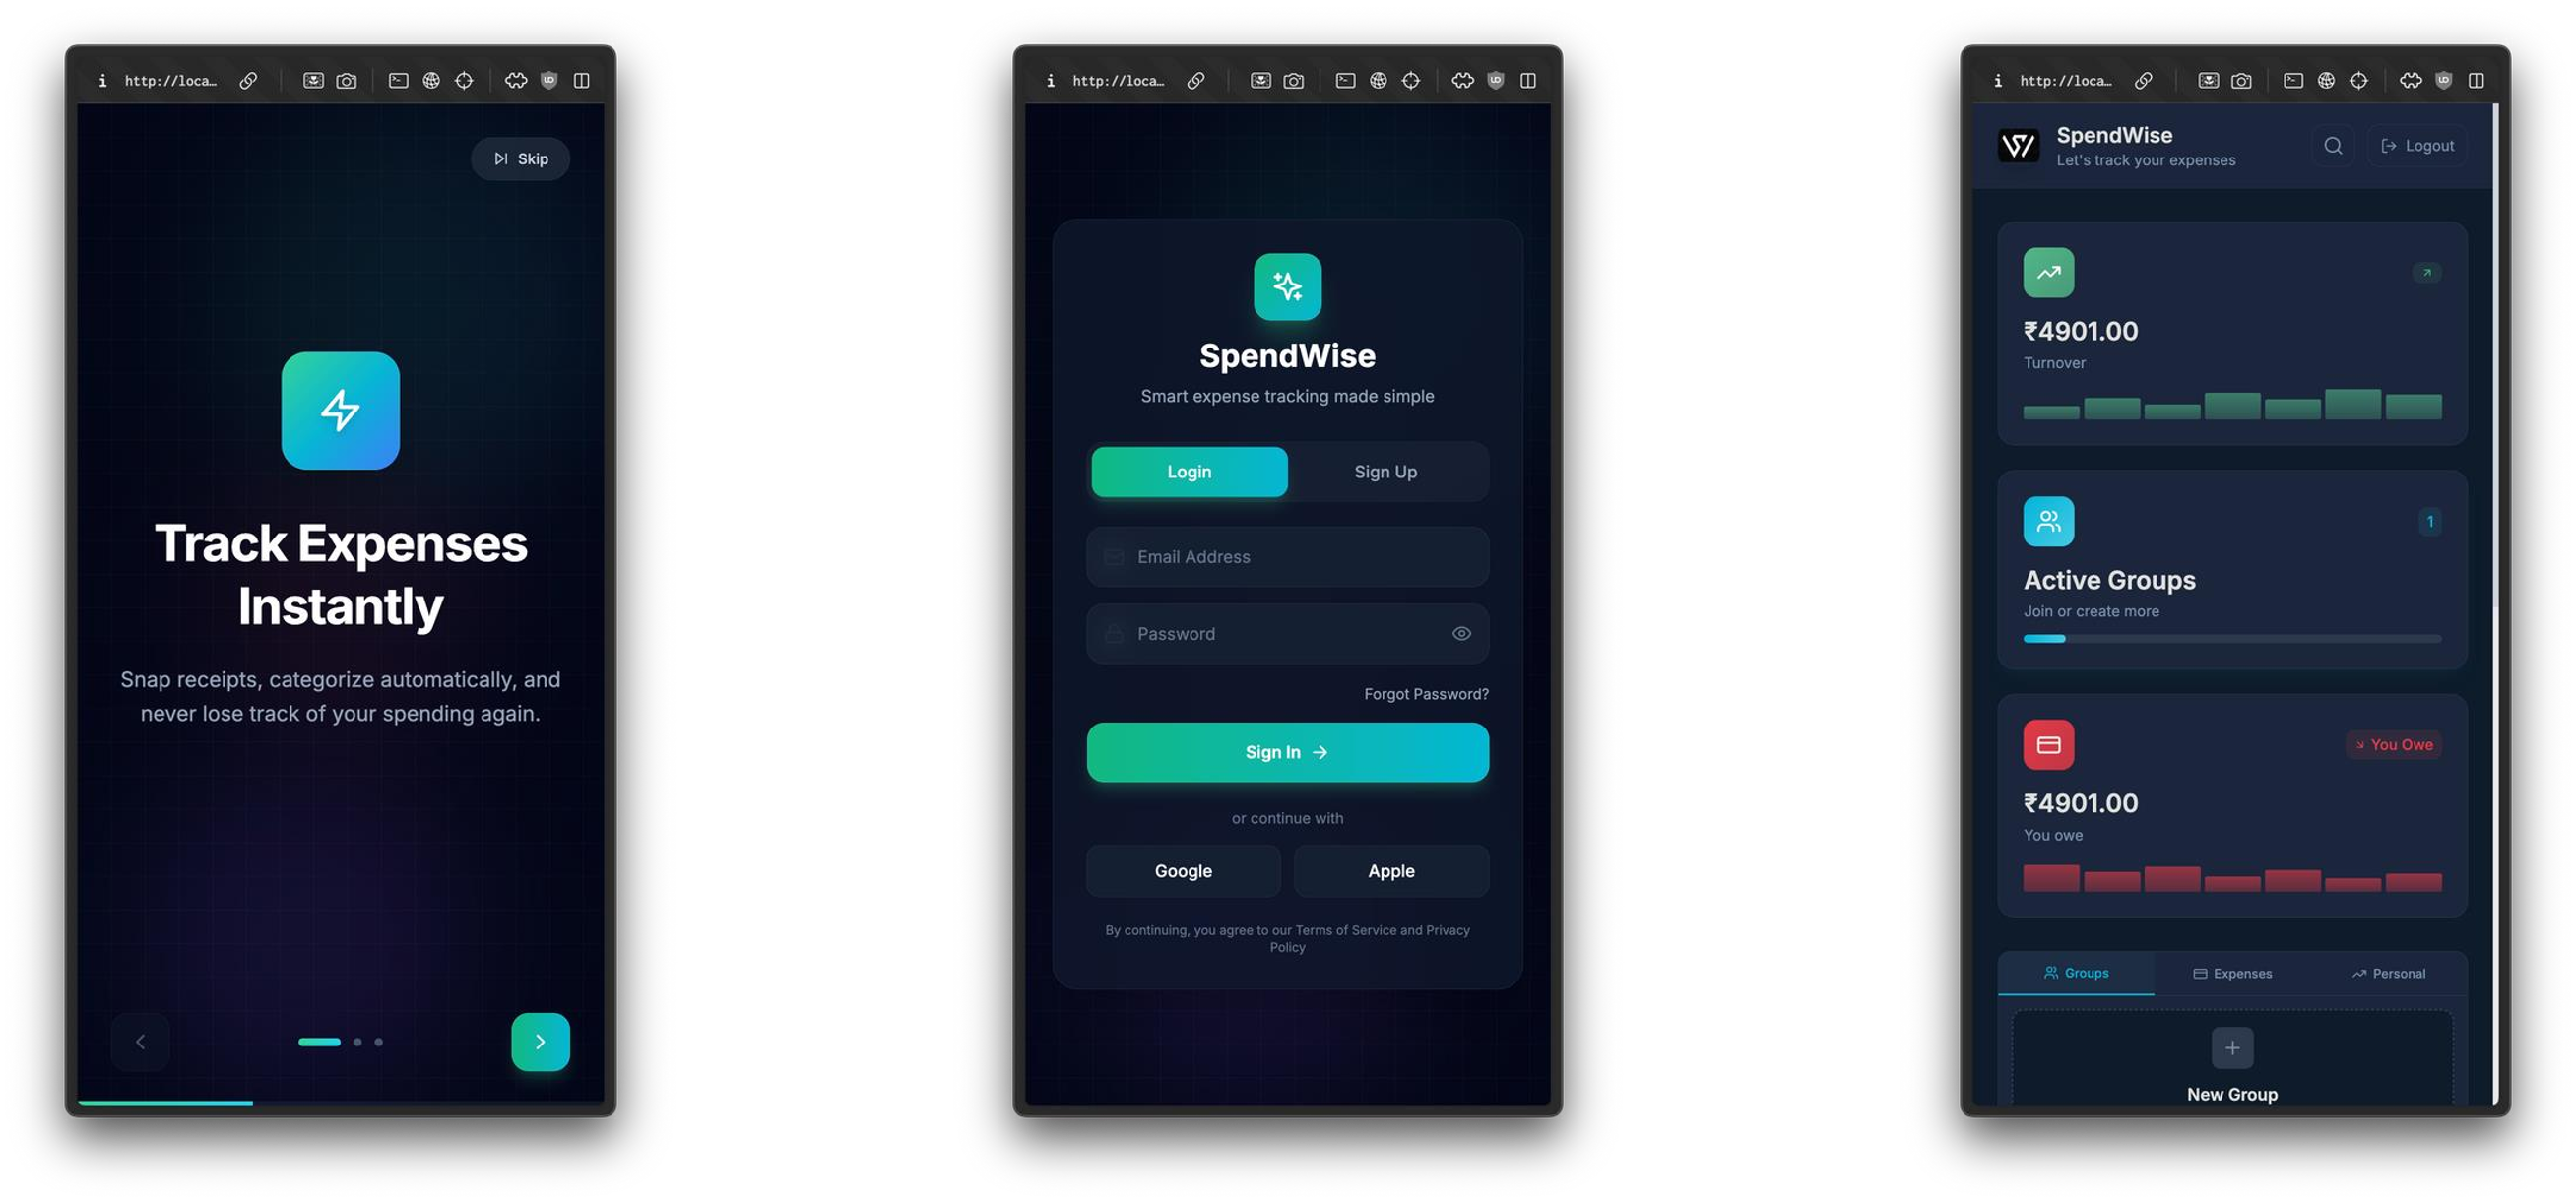 http://loca…
Skip
Track Expenses
Instantly
Snap receipts, categorize automatically, and
never lose track of your spending again.
http://loca…
SpendWise
Smart expense tracking made simple
Login
Sign Up
Email Address
Password
Forgot Password?
Sign In
or continue with
Google
Apple
By continuing, you agree to our Terms of Service and Privacy
Policy
http://loca…
SpendWise
Let's track your expenses
Logout
₹4901.00
Turnover
1
Active Groups
Join or create more
You Owe
₹4901.00
You owe
Groups
Expenses
Personal
New Group